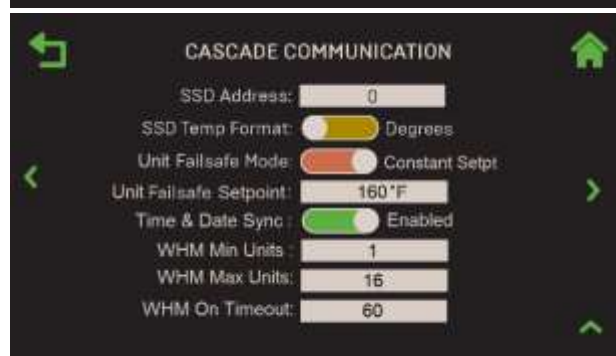 CASCADE COMMUNICATION
SSD Address: 0
SSD Temp Format: Degrees
Unit Failsafe Mode: Constant Setpt
Unit Failsafe Setpoint: 160°F
Time & Date Sync : Enabled
WHM Min Units : 1
WHM Max Units: 16
WHM On Timeout: 60